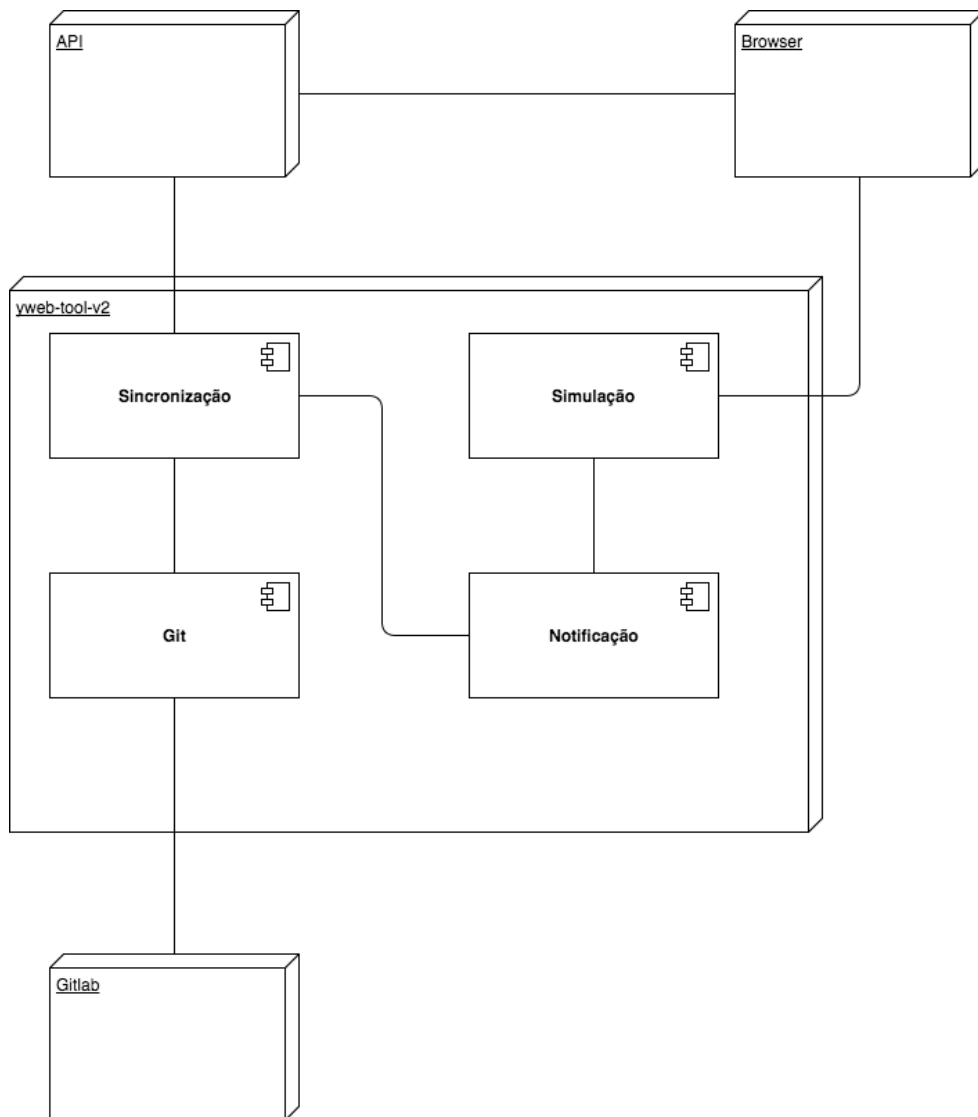 API
Browser
yweb-tool-v2
Sincronização
Simulação
Git
Notificação
Gitlab